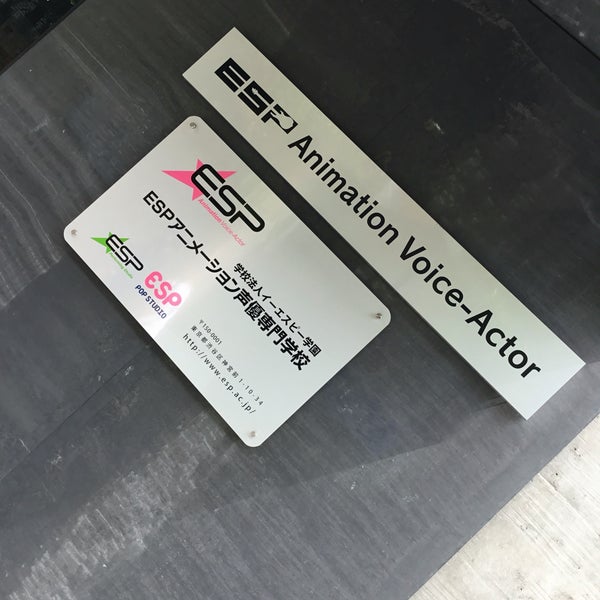 ESP Animation Voice-Actor
ESP
Animation Voice-Actor
学校法人イーエスピー学園
ESPアニメーション声優専門学校
ESP
esp
POP STUDIO
〒150-0001
東京都渋谷区神宮前1-10-34
http://www.esp.ac.jp/